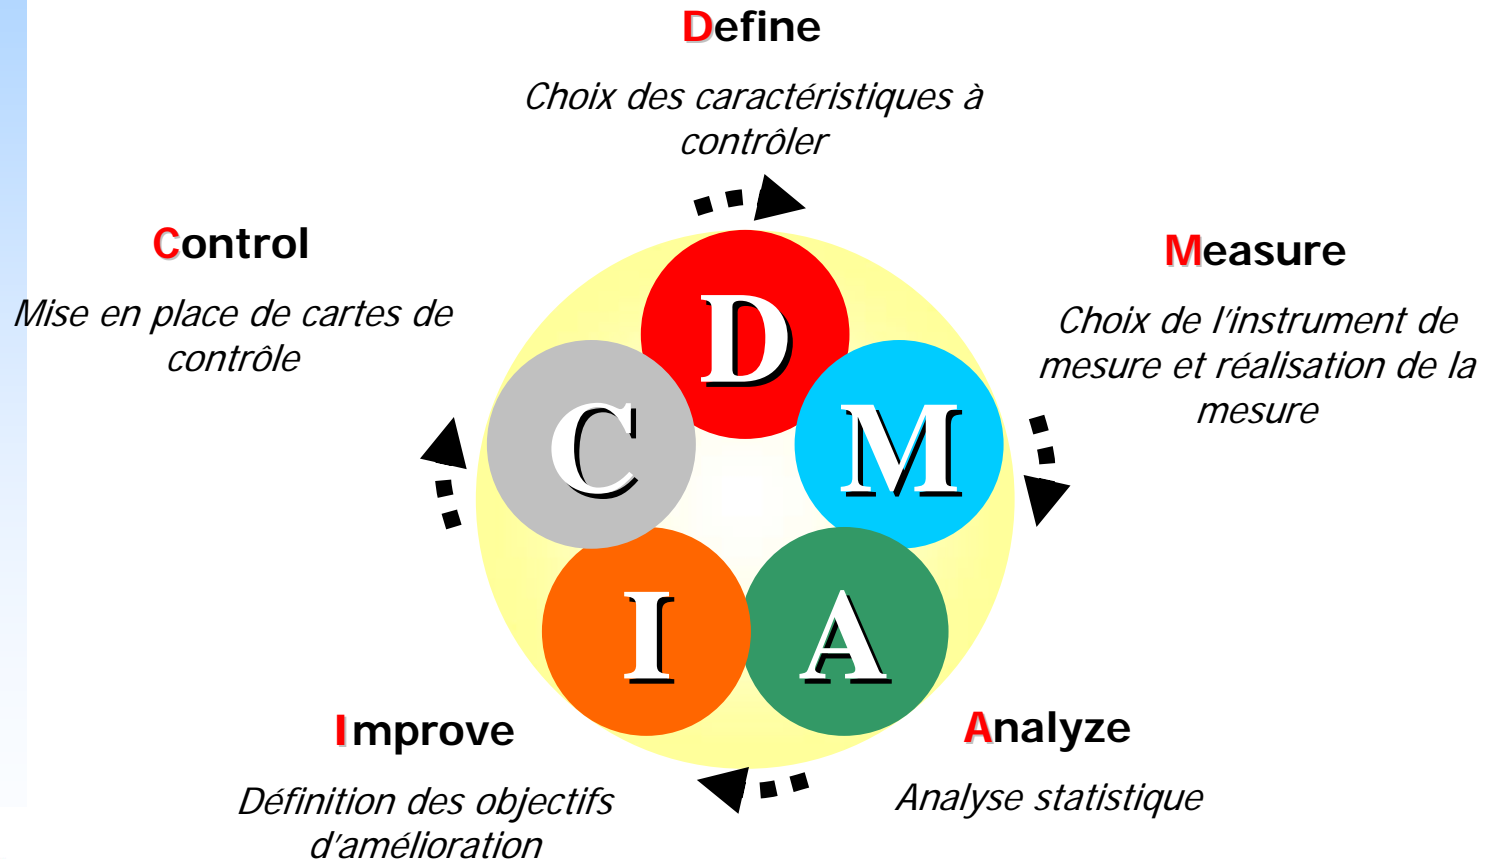 Define
Choix des caractéristiques à
contrôler
Control
Mise en place de cartes de
contrôle
Measure
Choix de l'instrument de
mesure et réalisation de la
mesure
D
C
M
I
A
Improve
Définition des objectifs
d'amélioration
Analyze
Analyse statistique